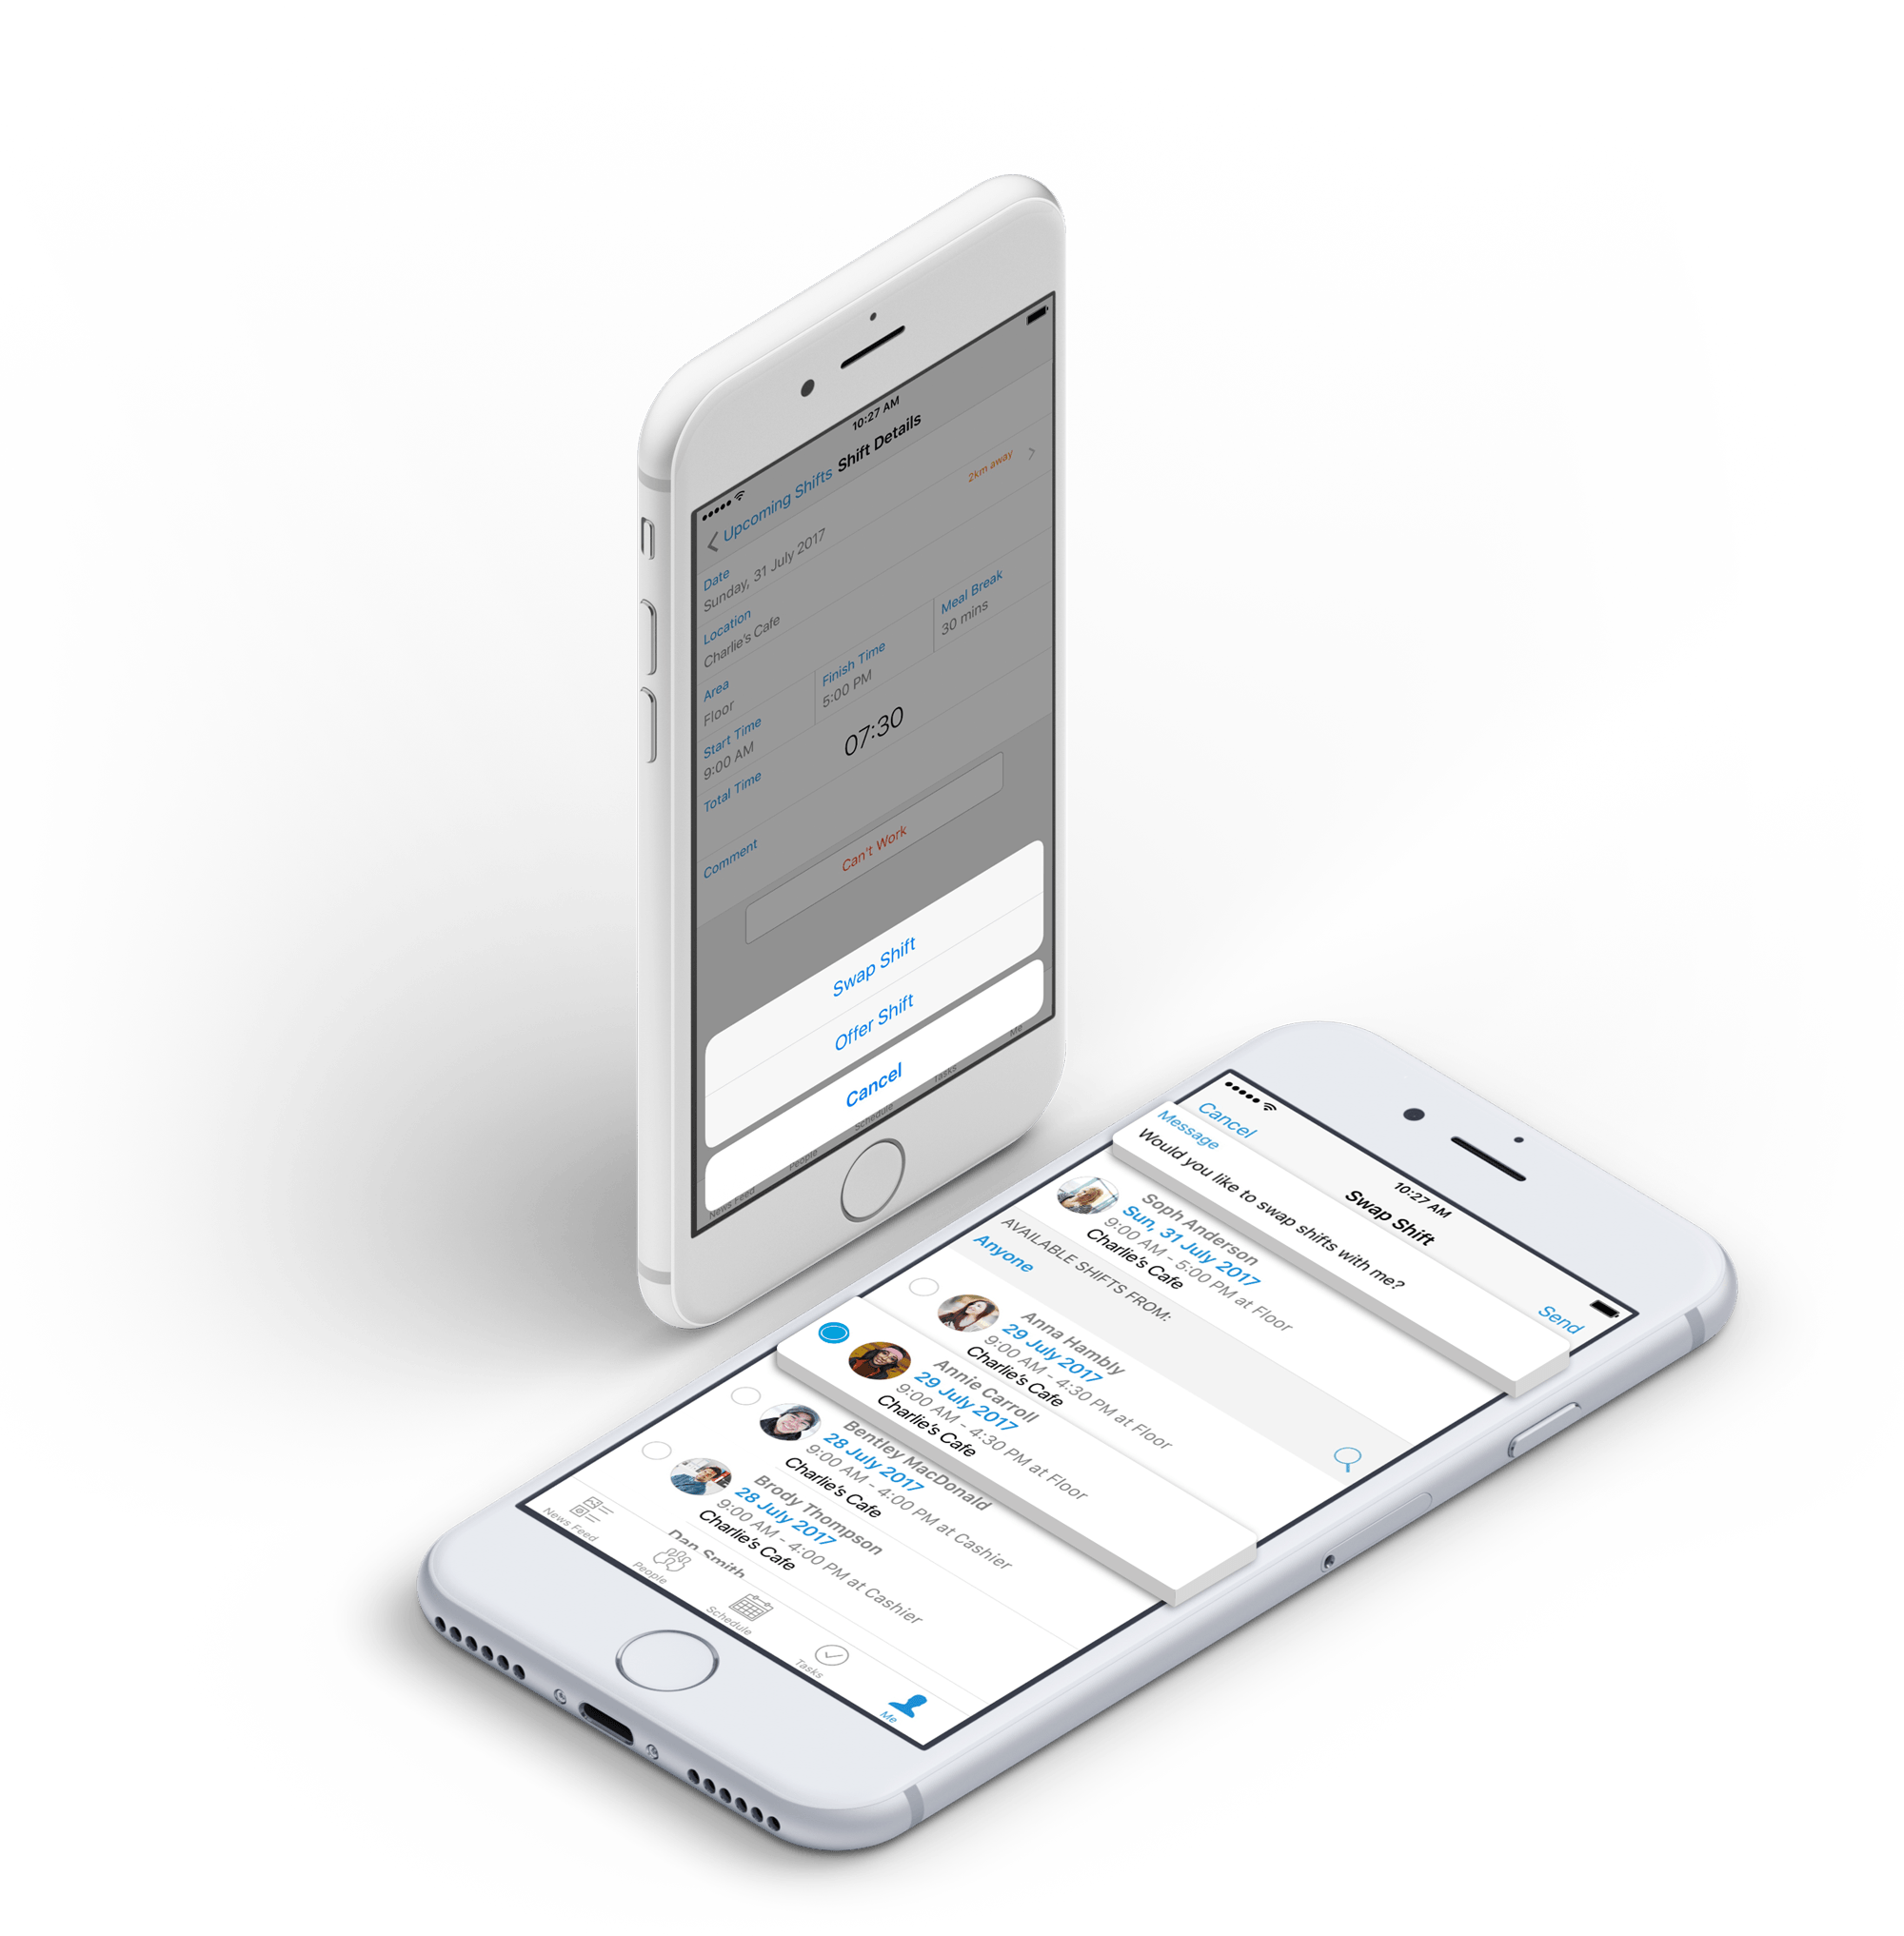 10:27 AM
Upcoming Shifts Shift Details
Date
Sunday, 31 July 2017
2km away
Location
Charlie's Cafe
Area
Floor
Start Time
9:00 AM
Finish Time
5:00 PM
Meal Break
30 mins
Total Time
07:30
Comment
Can't Work
Swap Shift
Offer Shift
Cancel
News Feed
People
Schedule
Tasks
Me
10:27 AM
Cancel
Swap Shift
Send
Message
Would you like to swap shifts with me?
Soph Anderson
Sun, 31 July 2017
9:00 AM - 5:00 PM at Floor
Charlie's Cafe
AVAILABLE SHIFTS FROM:
Anyone
Anna Hambly
29 July 2017
9:00 AM - 4:30 PM at Floor
Charlie's Cafe
Annie Carroll
29 July 2017
9:00 AM - 4:30 PM at Floor
Charlie's Cafe
Bentley MacDonald
28 July 2017
9:00 AM - 4:00 PM at Cashier
Charlie's Cafe
Brody Thompson
28 July 2017
9:00 AM - 4:00 PM at Cashier
Charlie's Cafe
Dan Smith
News Feed
People
Schedule
Tasks
Me